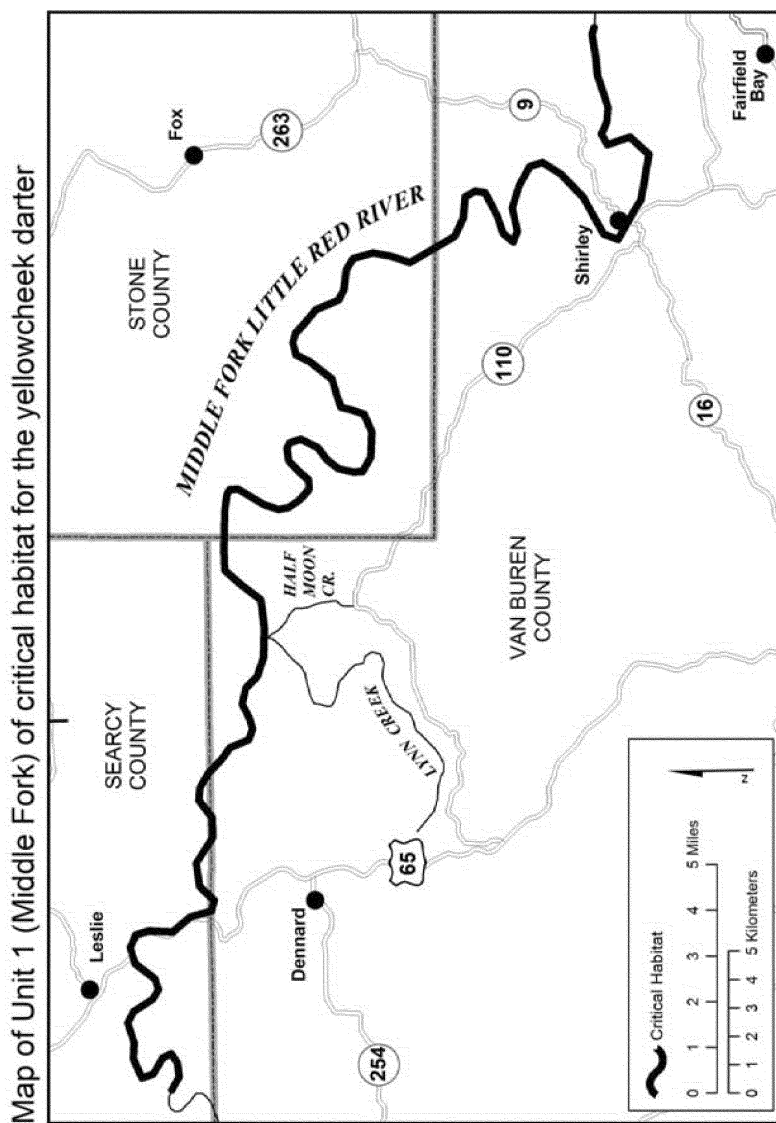 Map of Unit 1 (Middle Fork) of critical habitat for the yellowcheek darter
Leslie
SEARCY
COUNTY
STONE
COUNTY
Fox
263
MIDDLE FORK LITTLE RED RIVER
HALF
MOON
CR.
LYNN CREEK
65
Dennard
254
VAN BUREN
COUNTY
110
9
Shirley
16
Fairfield
Bay
Critical Habitat
0 1 2 3 4 5 Miles
0 1 2 3 4 5 Kilometers
N